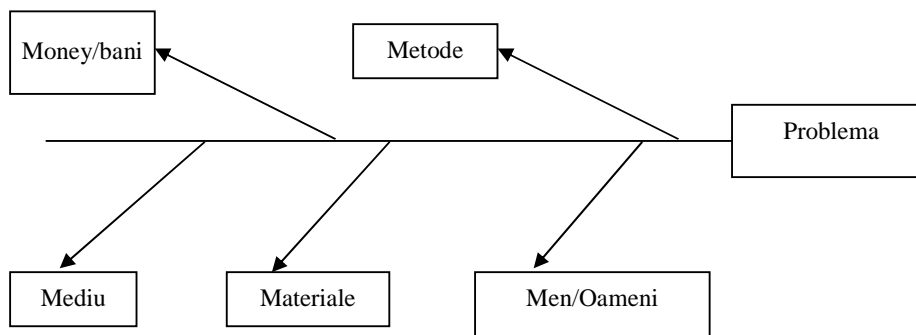 Money/bani
Metode
Problema
Mediu
Materiale
Men/Oameni